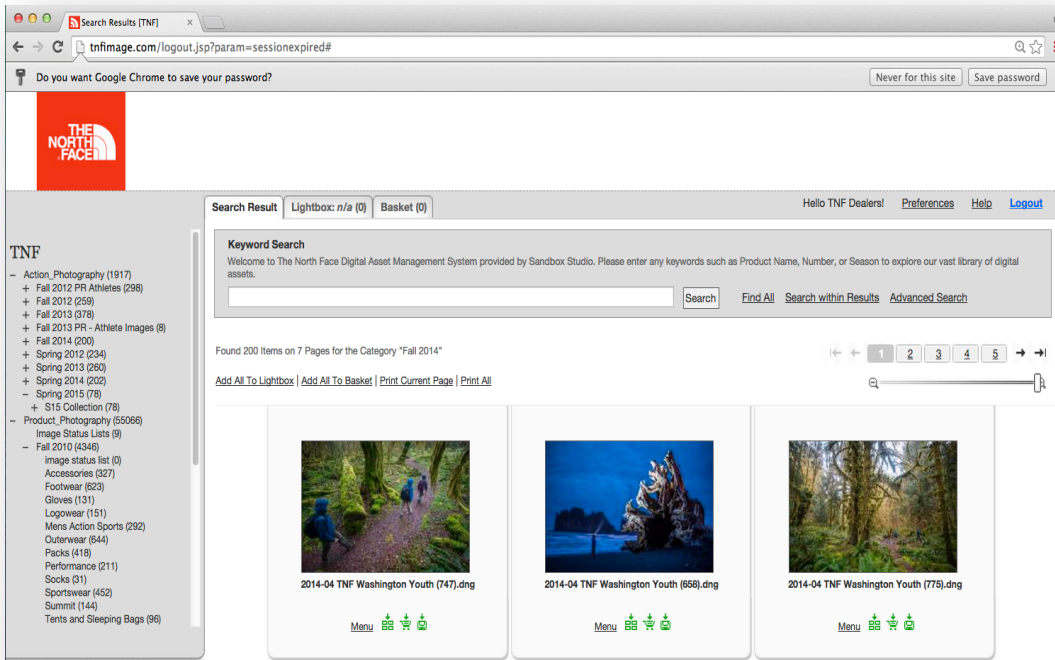 Search Results [TNF]
tnfimage.com/logout.jsp?param=sessionexpired#
Do you want Google Chrome to save your password?
Never for this site
Save password
THE
NORTH
FACE
Search Result
Lightbox: n/a (0)
Basket (0)
Hello TNF Dealers!
Preferences
Help
Logout
TNF
Action_Photography (1917)
Fall 2012 PR Athletes (298)
Fall 2012 (259)
Fall 2013 (378)
Fall 2013 PR - Athlete Images (8)
Fall 2014 (200)
Spring 2012 (234)
Spring 2013 (260)
Spring 2014 (202)
Spring 2015 (78)
S15 Collection (78)
Product_Photography (55066)
Image Status Lists (9)
Fall 2010 (4346)
image status list (0)
Accessories (327)
Footwear (623)
Gloves (131)
Logowear (151)
Mens Action Sports (292)
Outerwear (644)
Packs (418)
Performance (211)
Socks (31)
Sportswear (452)
Summit (144)
Tents and Sleeping Bags (96)
Keyword Search
Welcome to The North Face Digital Asset Management System provided by Sandbox Studio. Please enter any keywords such as Product Name, Number, or Season to explore our vast library of digital
assets.
Search
Find All
Search within Results
Advanced Search
Found 200 Items on 7 Pages for the Category "Fall 2014"
1 2 3 4 5
Add All To Lightbox | Add All To Basket | Print Current Page | Print All
2014-04 TNF Washington Youth (747).dng
Menu
2014-04 TNF Washington Youth (658).dng
Menu
2014-04 TNF Washington Youth (775).dng
Menu